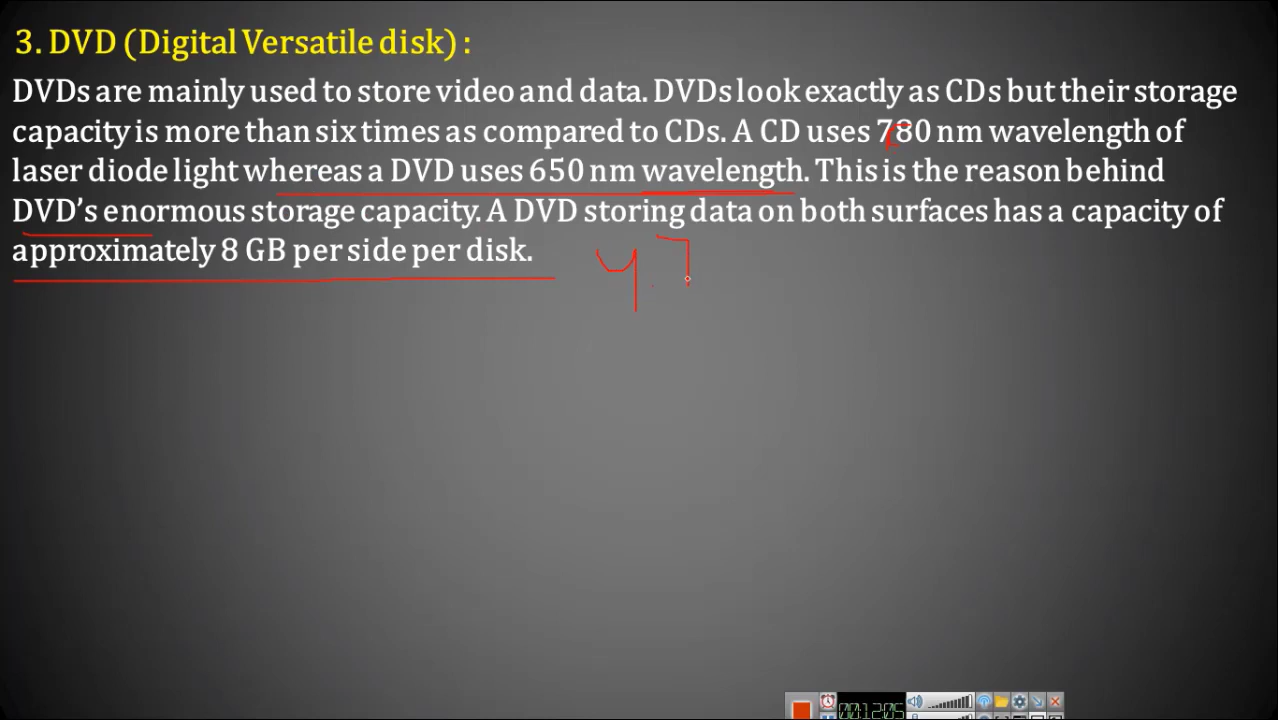 3. DVD (Digital Versatile disk) :
DVDs are mainly used to store video and data. DVDs look exactly as CDs but their storage
capacity is more than six times as compared to CDs. A CD uses 780 nm wavelength of
laser diode light whereas a DVD uses 650 nm wavelength. This is the reason behind
DVD’s enormous storage capacity. A DVD storing data on both surfaces has a capacity of
approximately 8 GB per side per disk.
4.7
00:12:05